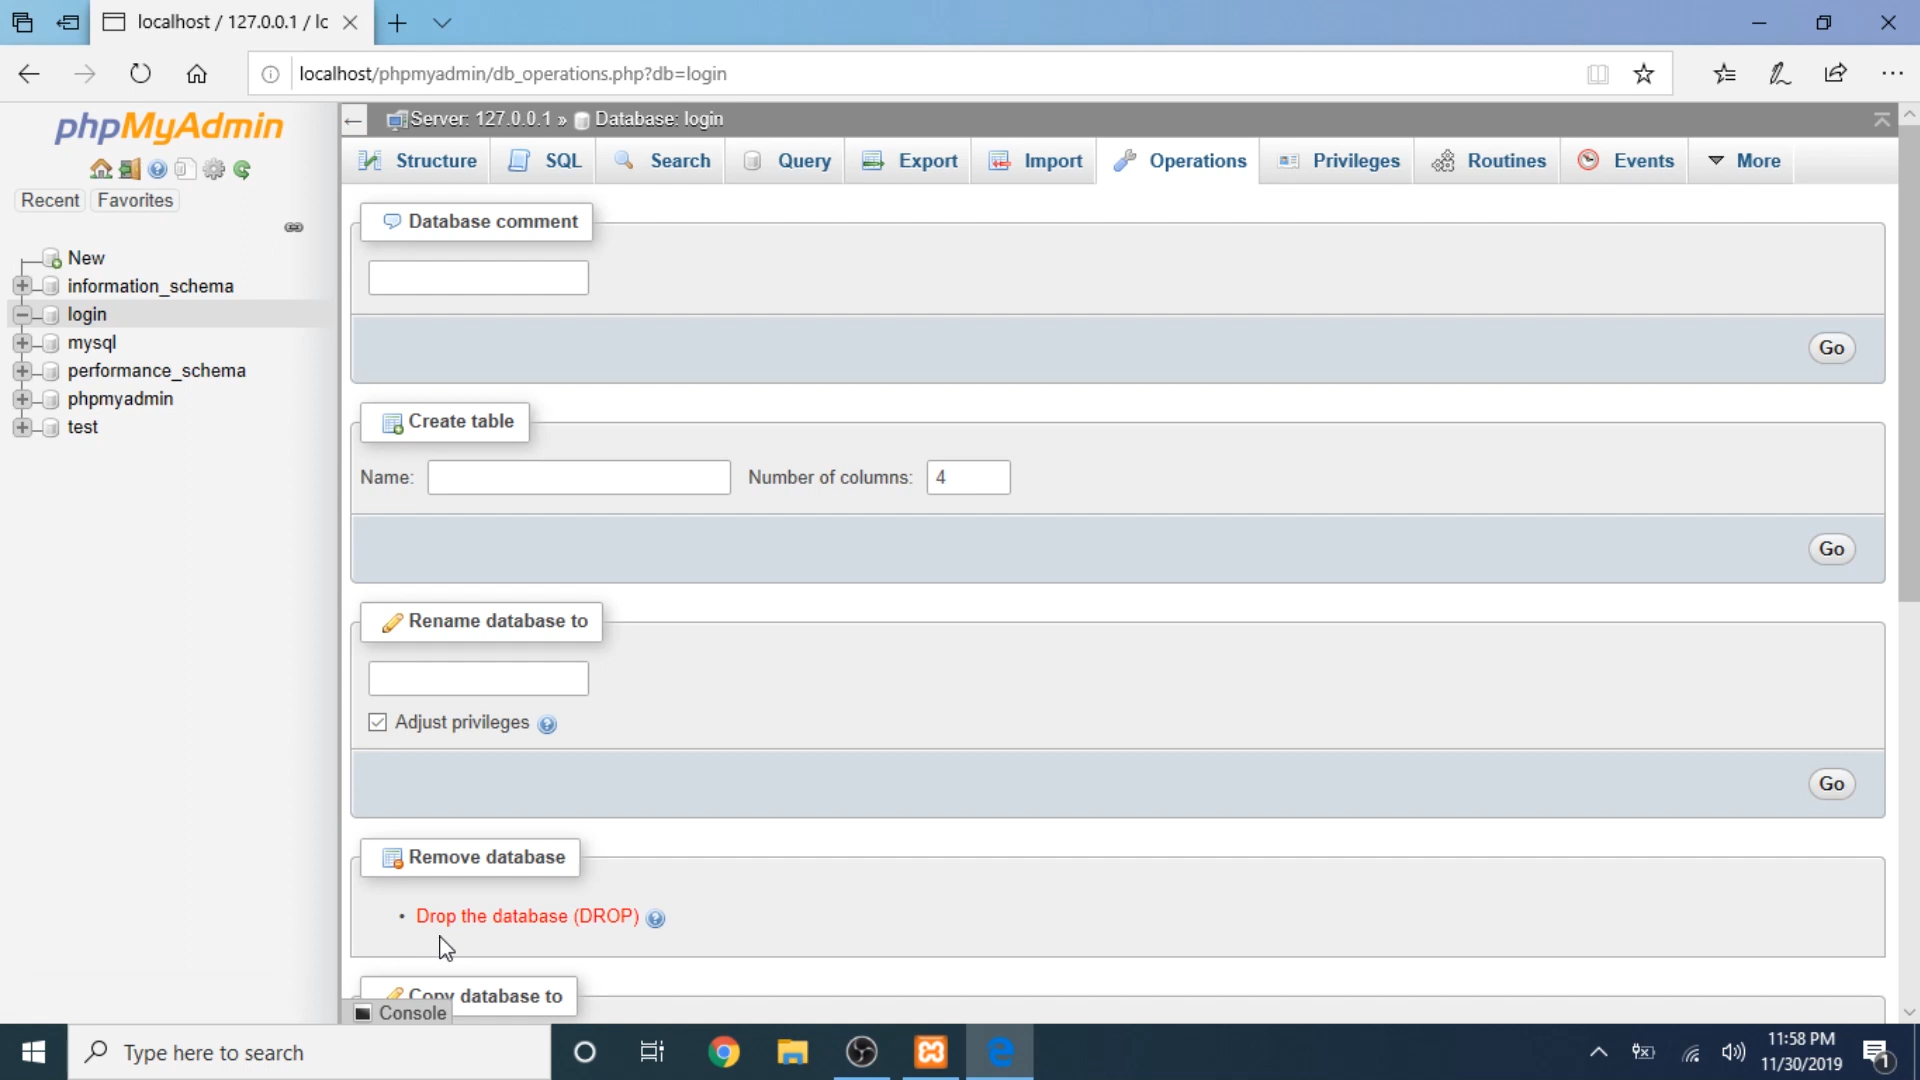 localhost / 127.0.0.1 / lc
localhost/phpmyadmin/db_operations.php?db=login
phpMyAdmin
Recent Favorites
New
information_schema
login
mysql
performance_schema
phpmyadmin
test
Server: 127.0.0.1 » Database: login
Structure SQL Search Query Export Import Operations Privileges Routines Events More
Database comment
Go
Create table
Name: Number of columns: 4
Go
Rename database to
Adjust privileges
Go
Remove database
Drop the database (DROP)
Copy database to
Console
Type here to search
11:58 PM
11/30/2019
1